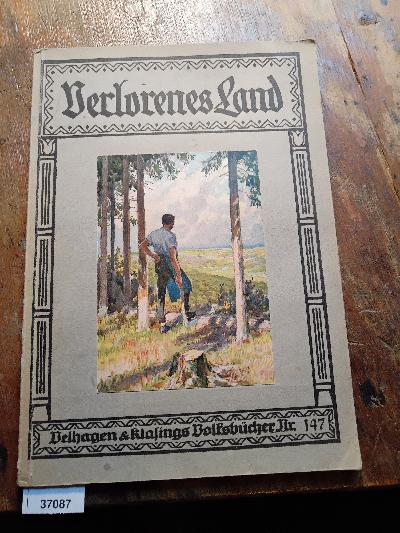 Verlorenes Land
Velhagen & Klasings Volksbücher Nr. 147
37087